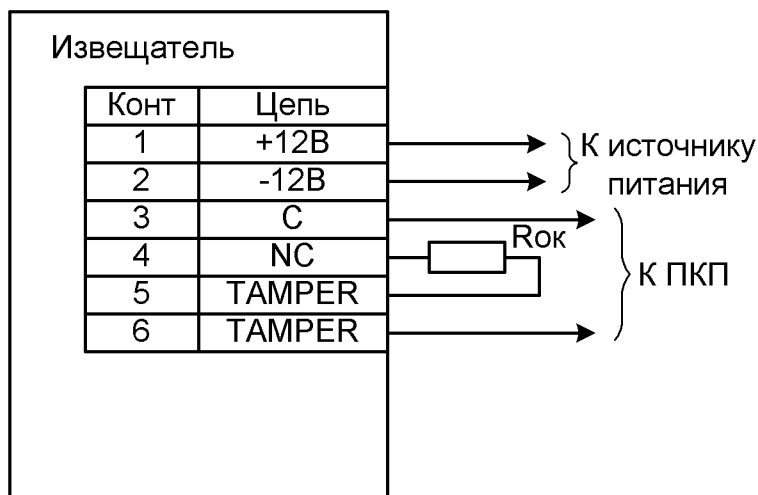 Извещатель
Конт Цепь
1 +12В
2 -12В
3 С
4 NC
5 TAMPER
6 TAMPER
К источнику
питания
Rок
К ПКП